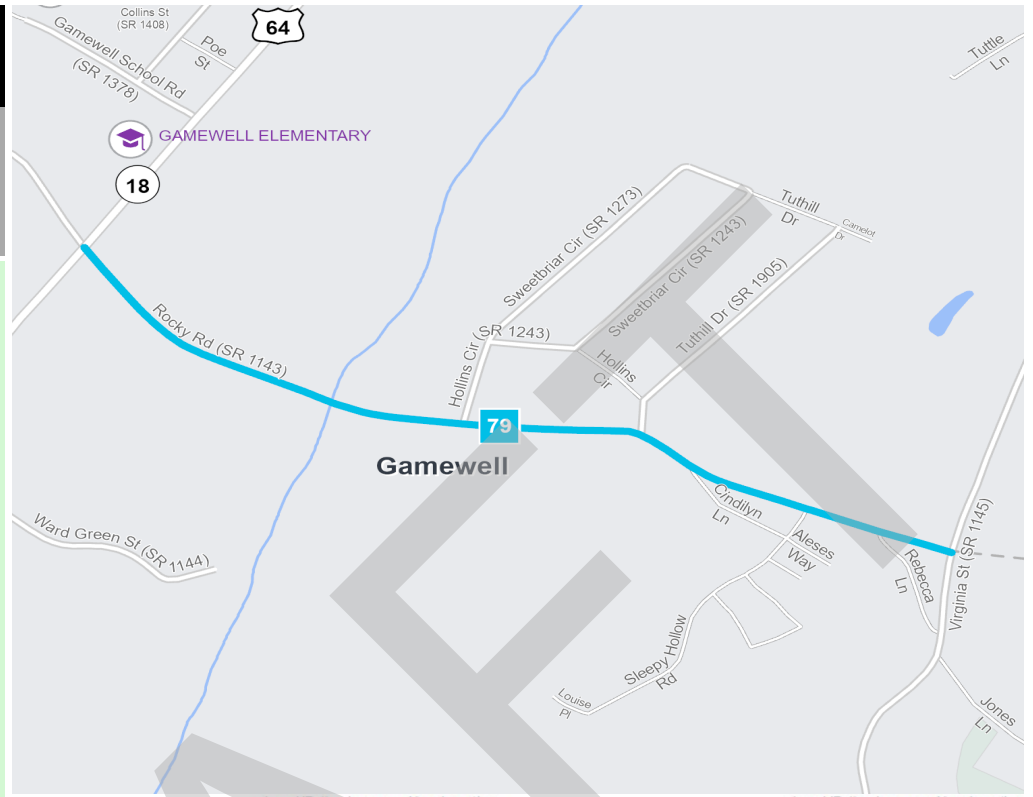 Collins St
(SR 1408)
64
Gamewell School Rd
(SR 1378)
Poe
St
Tuttle
Ln
GAMEWELL ELEMENTARY
18
Sweetbriar Cir (SR 1273)
Tuthill
Dr
Camelot
Dr
Sweetbriar Cir (SR 1243)
Tuthill Dr (SR 1905)
Rocky Rd (SR 1143)
Hollins Cir (SR 1243)
Hollins
Cir
79
Gamewell
Cindilyn
Ln
Ward Green St (SR 1144)
Aleses
Way
Rebecca
Ln
Virginia St (SR 1145)
Sleepy Hollow
Rd
Louise
Pl
Jones
Ln